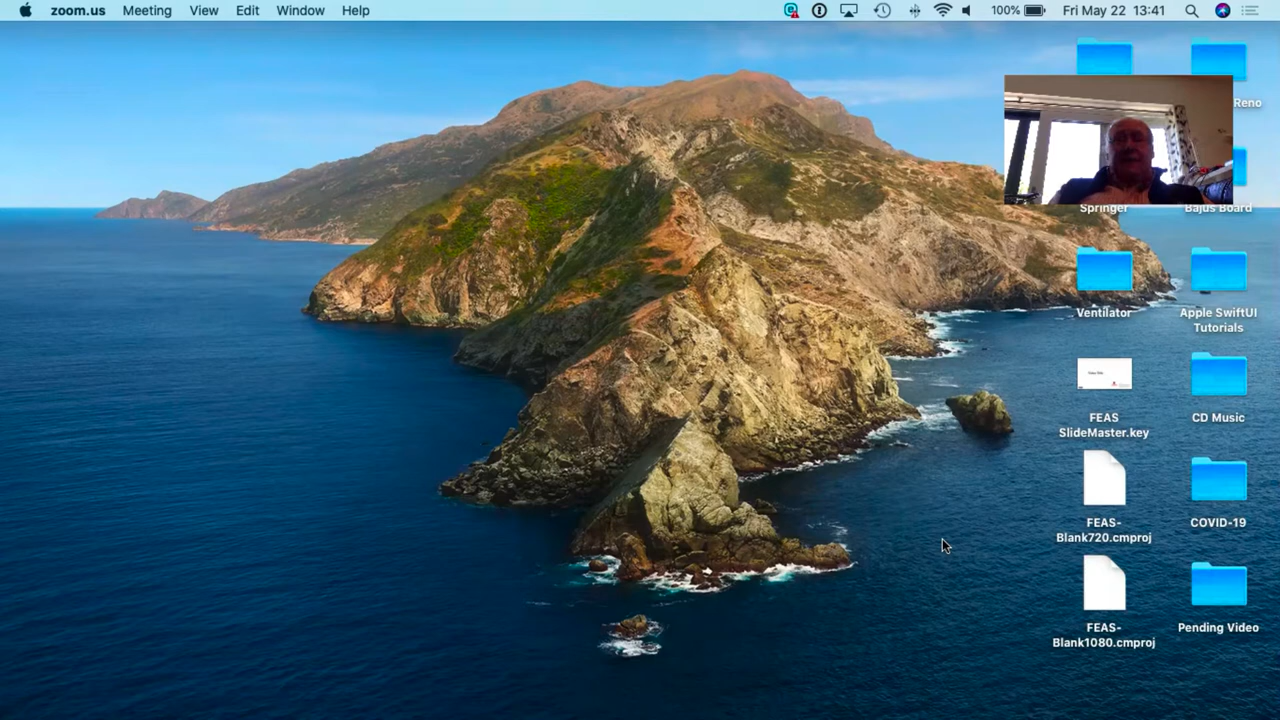 zoom.us Meeting View Edit Window Help 100% Fri May 22 13:41
Reno
Springer
Bajus Board
Ventilator
Apple SwiftUI
Tutorials
FEAS
SlideMaster.key
CD Music
FEAS-
Blank720.cmproj
COVID-19
FEAS-
Blank1080.cmproj
Pending Video